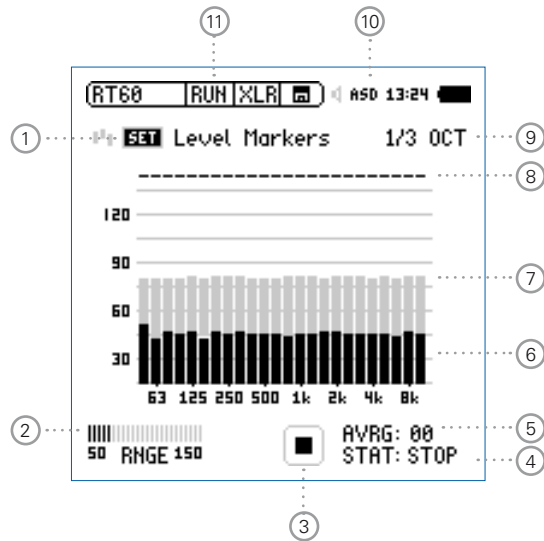 11
10
RT60 RUN XLR ASD 13:24
1
SET Level Markers 1/3 OCT
9
8
120
90
7
60
6
30
63 125 250 500 1k 2k 4k 8k
2
5
AVRG: 00
50 RNGE 150
STAT: STOP
4
3